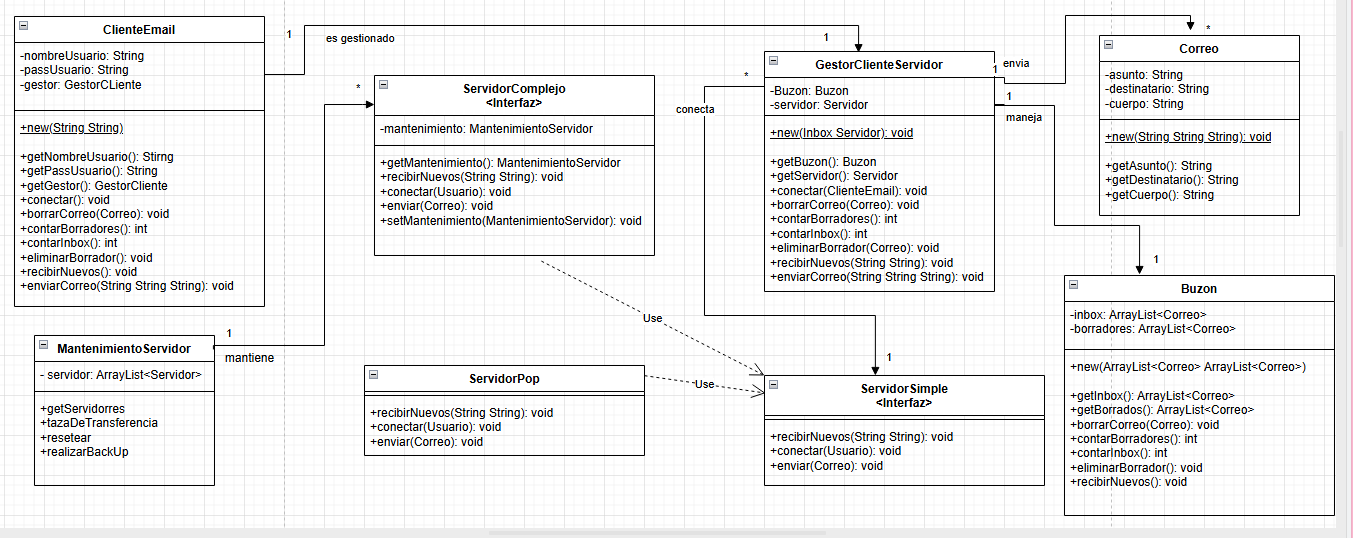 ClienteEmail
-nombreUsuario: String
-passUsuario: String
-gestor: GestorCLiente
+new(String String)
+getNombreUsuario(): Stirng
+getPassUsuario(): String
+getGestor(): GestorCliente
+conectar(): void
+borrarCorreo(Correo): void
+contarBorradores(): int
+contarInbox(): int
+eliminarBorrador(): void
+recibirNuevos(): void
+enviarCorreo(String String String): void
1
es gestionado
1
*
ServidorComplejo
<Interfaz>
-mantenimiento: MantenimientoServidor
+getMantenimiento(): MantenimientoServidor
+recibirNuevos(String String): void
+conectar(Usuario): void
+enviar(Correo): void
+setMantenimiento(MantenimientoServidor): void
*
conecta
GestorClienteServidor
-Buzon: Buzon
-servidor: Servidor
+new(Inbox Servidor): void
+getBuzon(): Buzon
+getServidor(): Servidor
+conectar(ClienteEmail): void
+borrarCorreo(Correo): void
+contarBorradores(): int
+contarInbox(): int
+eliminarBorrador(Correo): void
+recibirNuevos(String String): void
+enviarCorreo(String String String): void
envia
1
*
1
maneja
Correo
-asunto: String
-destinatario: String
-cuerpo: String
+new(String String String): void
+getAsunto(): String
+getDestinatario(): String
+getCuerpo(): String
1
Buzon
-inbox: ArrayList<Correo>
-borradores: ArrayList<Correo>
+new(ArrayList<Correo> ArrayList<Correo>)
+getInbox(): ArrayList<Correo>
+getBorrados(): ArrayList<Correo>
+borrarCorreo(Correo): void
+contarBorradores(): int
+contarInbox(): int
+eliminarBorrador(): void
+recibirNuevos(): void
MantenimientoServidor
- servidor: ArrayList<Servidor>
+getServidorres
+tazaDeTransferencia
+resetear
+realizarBackUp
1
mantiene
Use
ServidorPop
+recibirNuevos(String String): void
+conectar(Usuario): void
+enviar(Correo): void
Use
1
ServidorSimple
<Interfaz>
+recibirNuevos(String String): void
+conectar(Usuario): void
+enviar(Correo): void